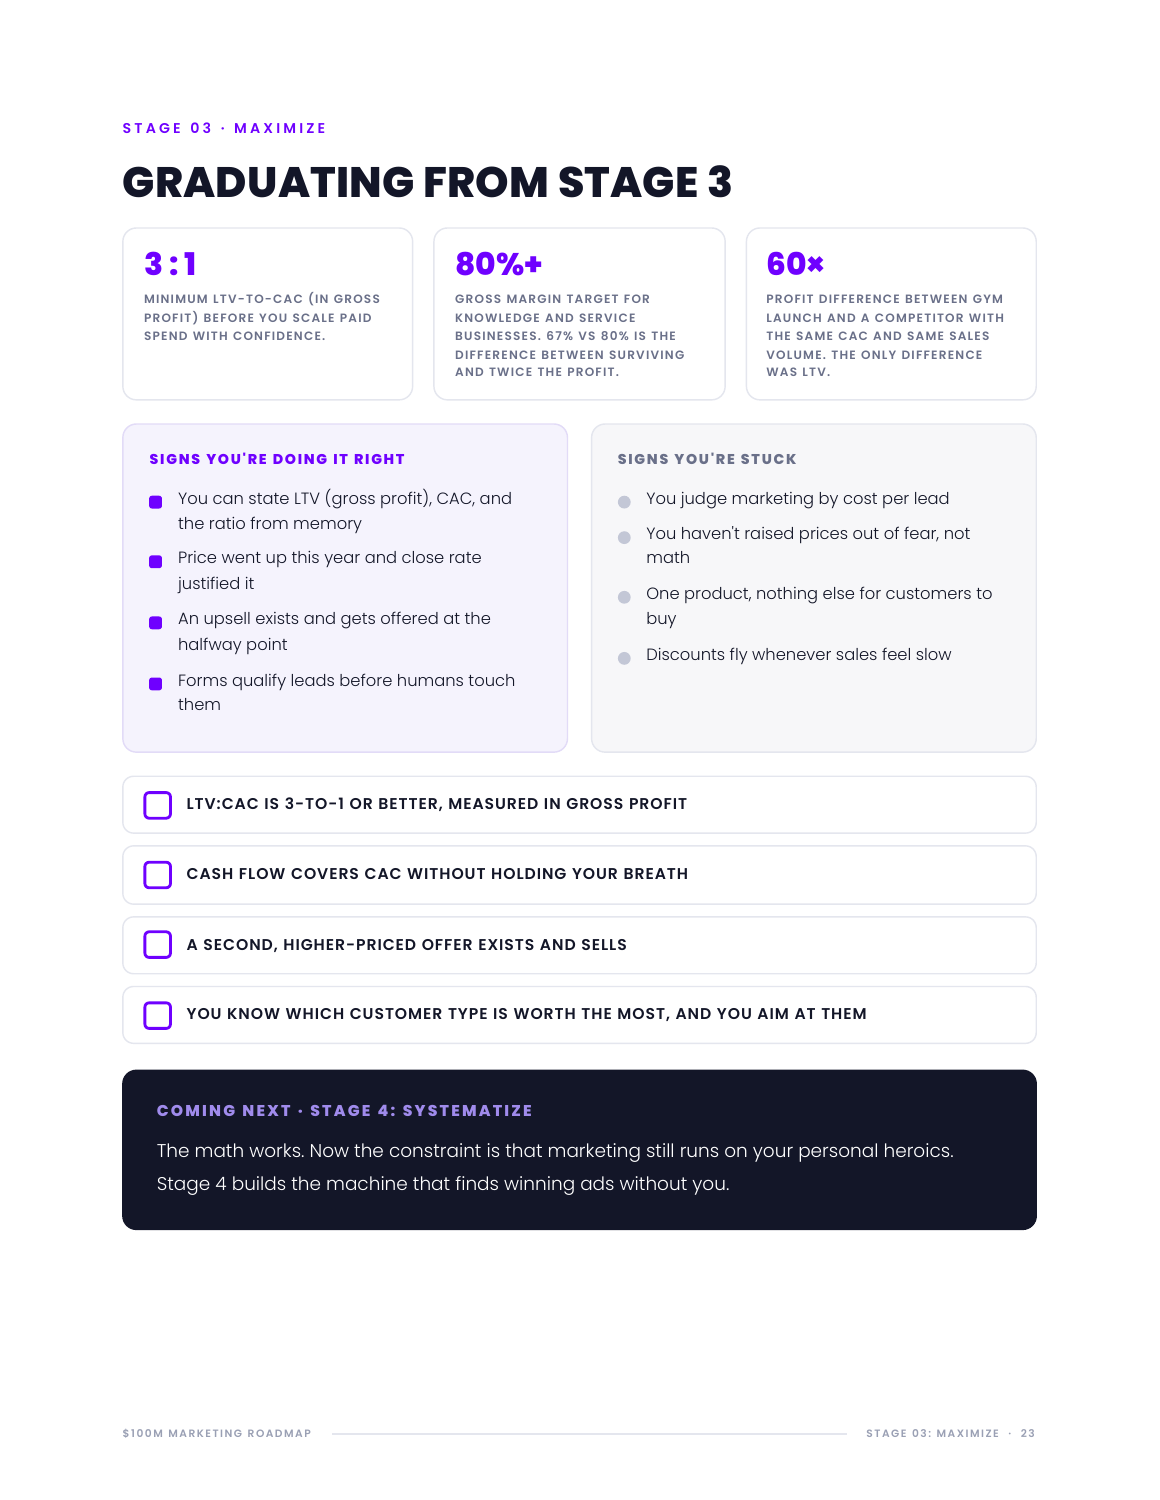 STAGE 03 · MAXIMIZE
GRADUATING FROM STAGE 3
3:1
MINIMUM LTV-TO-CAC (IN GROSS
PROFIT) BEFORE YOU SCALE PAID
SPEND WITH CONFIDENCE.
80%+
GROSS MARGIN TARGET FOR
KNOWLEDGE AND SERVICE
BUSINESSES. 67% VS 80% IS THE
DIFFERENCE BETWEEN SURVIVING
AND TWICE THE PROFIT.
60×
PROFIT DIFFERENCE BETWEEN GYM
LAUNCH AND A COMPETITOR WITH
THE SAME CAC AND SAME SALES
VOLUME. THE ONLY DIFFERENCE
WAS LTV.
SIGNS YOU'RE DOING IT RIGHT
You can state LTV (gross profit), CAC, and
the ratio from memory
Price went up this year and close rate
justified it
An upsell exists and gets offered at the
halfway point
Forms qualify leads before humans touch
them
SIGNS YOU'RE STUCK
You judge marketing by cost per lead
You haven't raised prices out of fear, not
math
One product, nothing else for customers to
buy
Discounts fly whenever sales feel slow
LTV:CAC IS 3-TO-1 OR BETTER, MEASURED IN GROSS PROFIT
CASH FLOW COVERS CAC WITHOUT HOLDING YOUR BREATH
A SECOND, HIGHER-PRICED OFFER EXISTS AND SELLS
YOU KNOW WHICH CUSTOMER TYPE IS WORTH THE MOST, AND YOU AIM AT THEM
COMING NEXT · STAGE 4: SYSTEMATIZE
The math works. Now the constraint is that marketing still runs on your personal heroics.
Stage 4 builds the machine that finds winning ads without you.
$100M MARKETING ROADMAP
STAGE 03: MAXIMIZE · 23